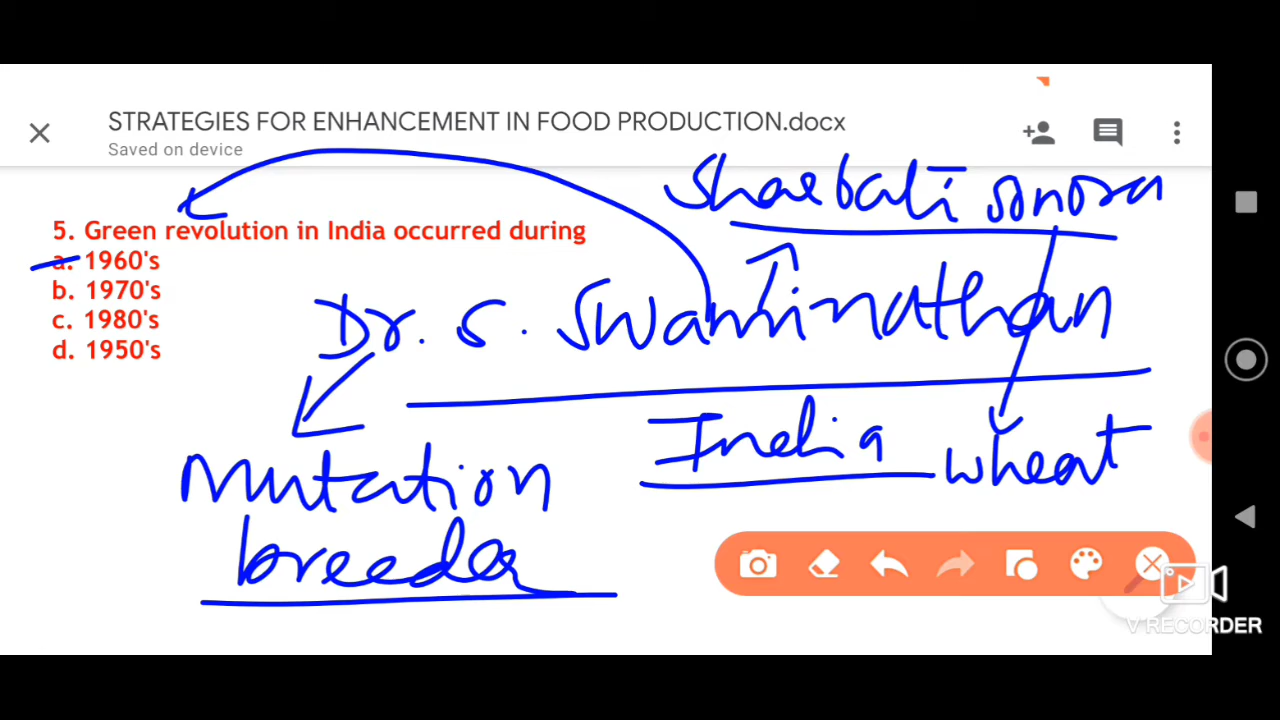 STRATEGIES FOR ENHANCEMENT IN FOOD PRODUCTION.docx
Saved on device
Sharbati sonora
5. Green revolution in India occurred during
a. 1960's
b. 1970's
c. 1980's
d. 1950's
Dr. S. Swaminathan
India wheat
Mutation
breeder
V RECORDER